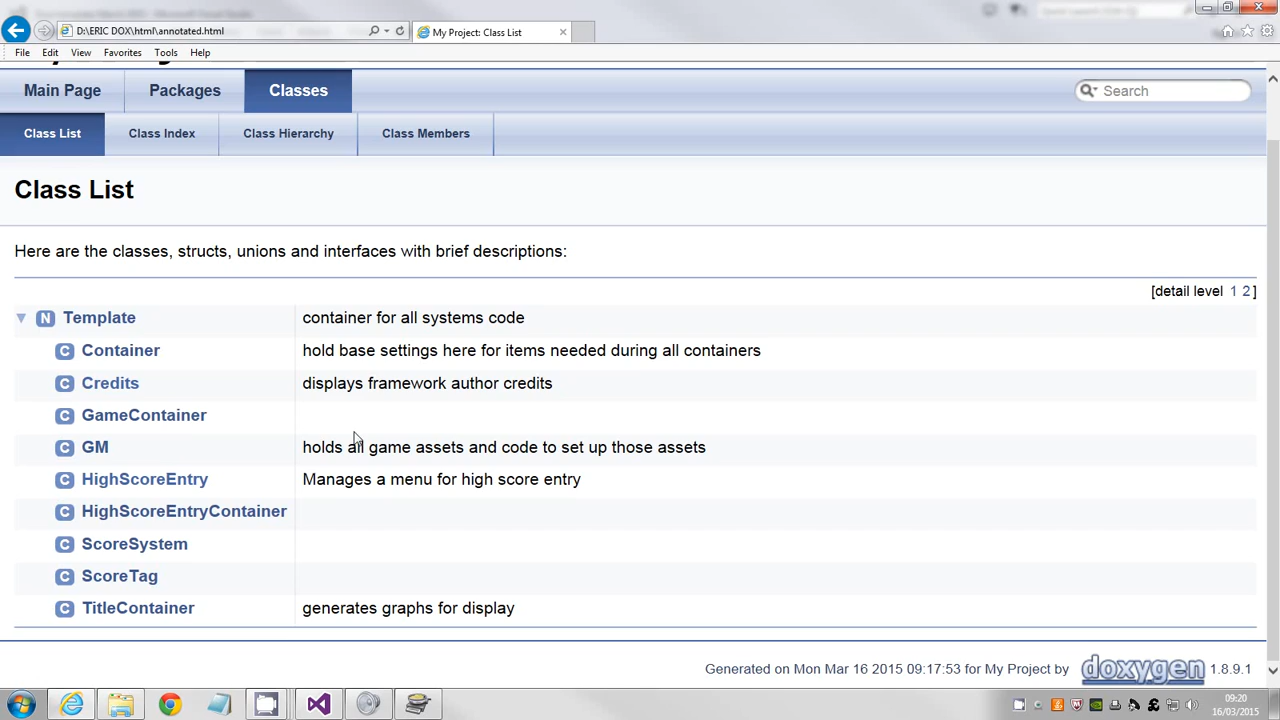 D:\ERIC DOX\html\annotated.html
My Project: Class List
File Edit View Favorites Tools Help
Main Page Packages Classes
Search
Class List Class Index Class Hierarchy Class Members
Class List
Here are the classes, structs, unions and interfaces with brief descriptions:
[detail level 1 2]
N Template container for all systems code
C Container hold base settings here for items needed during all containers
C Credits displays framework author credits
C GameContainer
C GM holds all game assets and code to set up those assets
C HighScoreEntry Manages a menu for high score entry
C HighScoreEntryContainer
C ScoreSystem
C ScoreTag
C TitleContainer generates graphs for display
Generated on Mon Mar 16 2015 09:17:53 for My Project by doxygen 1.8.9.1
09:20
16/03/2015